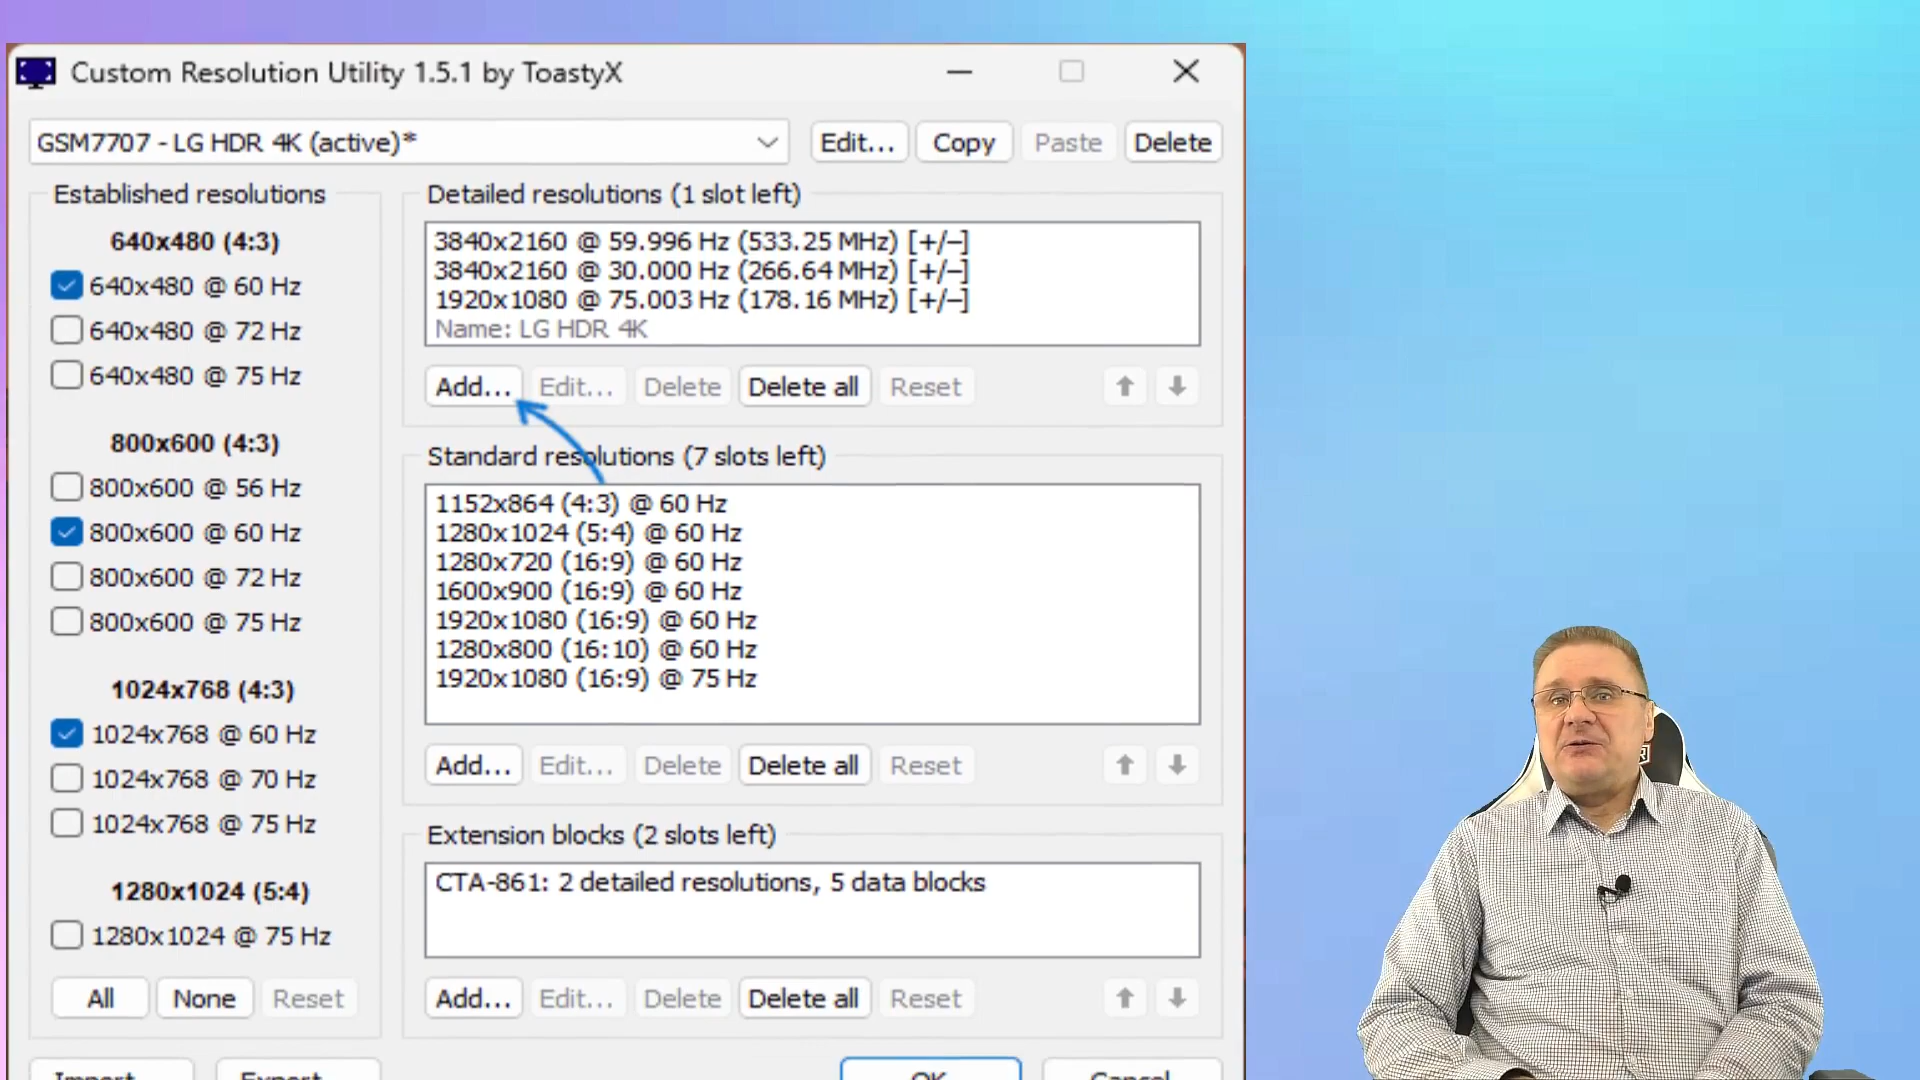 Custom Resolution Utility 1.5.1 by ToastyX
GSM7707 - LG HDR 4K (active)*
Edit...
Copy
Paste
Delete
Established resolutions
640x480 (4:3)
640x480 @ 60 Hz
640x480 @ 72 Hz
640x480 @ 75 Hz
800x600 (4:3)
800x600 @ 56 Hz
800x600 @ 60 Hz
800x600 @ 72 Hz
800x600 @ 75 Hz
1024x768 (4:3)
1024x768 @ 60 Hz
1024x768 @ 70 Hz
1024x768 @ 75 Hz
1280x1024 (5:4)
1280x1024 @ 75 Hz
All
None
Reset
Detailed resolutions (1 slot left)
3840x2160 @ 59.996 Hz (533.25 MHz) [+/–]
3840x2160 @ 30.000 Hz (266.64 MHz) [+/–]
1920x1080 @ 75.003 Hz (178.16 MHz) [+/–]
Name: LG HDR 4K
Add...
Edit...
Delete
Delete all
Reset
Standard resolutions (7 slots left)
1152x864 (4:3) @ 60 Hz
1280x1024 (5:4) @ 60 Hz
1280x720 (16:9) @ 60 Hz
1600x900 (16:9) @ 60 Hz
1920x1080 (16:9) @ 60 Hz
1280x800 (16:10) @ 60 Hz
1920x1080 (16:9) @ 75 Hz
Add...
Edit...
Delete
Delete all
Reset
Extension blocks (2 slots left)
CTA-861: 2 detailed resolutions, 5 data blocks
Add...
Edit...
Delete
Delete all
Reset
Import...
Export...
OK
Cancel
R